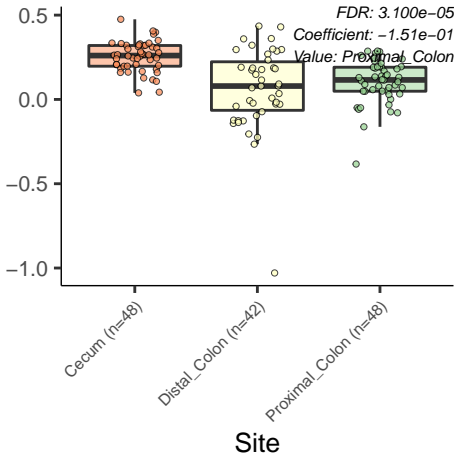 FDR: 3.100e−05
Coefficient: −1.51e−01
Value: Proximal_Colon
0.5
0.0
−0.5
−1.0
Cecum (n=48)
Distal_Colon (n=42)
Proximal_Colon (n=48)
Site